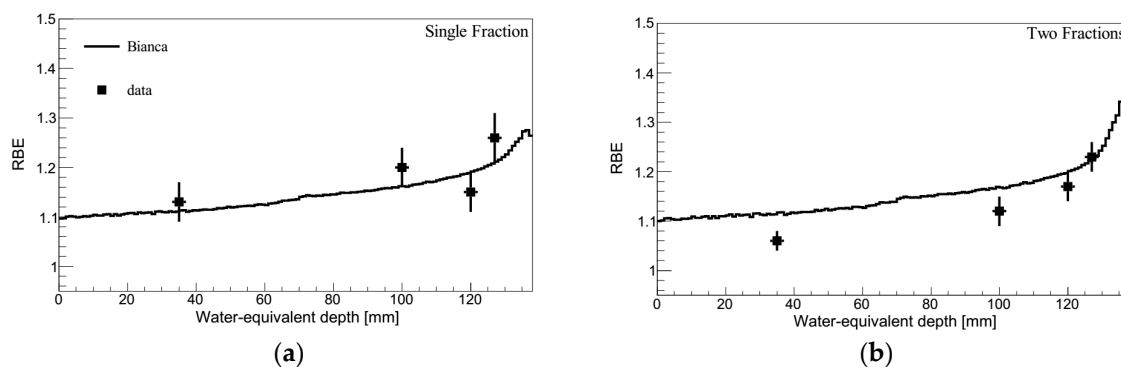 1.5
Single Fraction
Bianca
1.4
data
1.3
RBE
1.2
1.1
1
0 20 40 60 80 100 120
Water-equivalent depth [mm]
(a)
1.5
Two Fractions
1.4
1.3
RBE
1.2
1.1
1
0 20 40 60 80 100 120
Water-equivalent depth [mm]
(b)